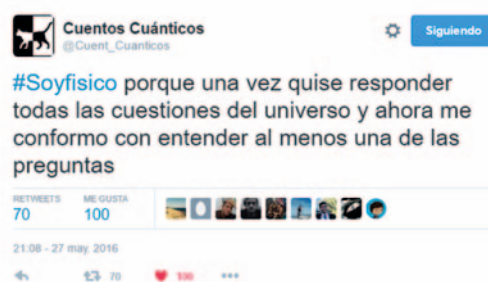 Cuentos Cuánticos
@Cuent_Cuanticos
Siguiendo
#Soyfisico porque una vez quise responder
todas las cuestiones del universo y ahora me
conformo con entender al menos una de las
preguntas
RETWEETS ME GUSTA
70 100
21:08 - 27 may. 2016
70 100